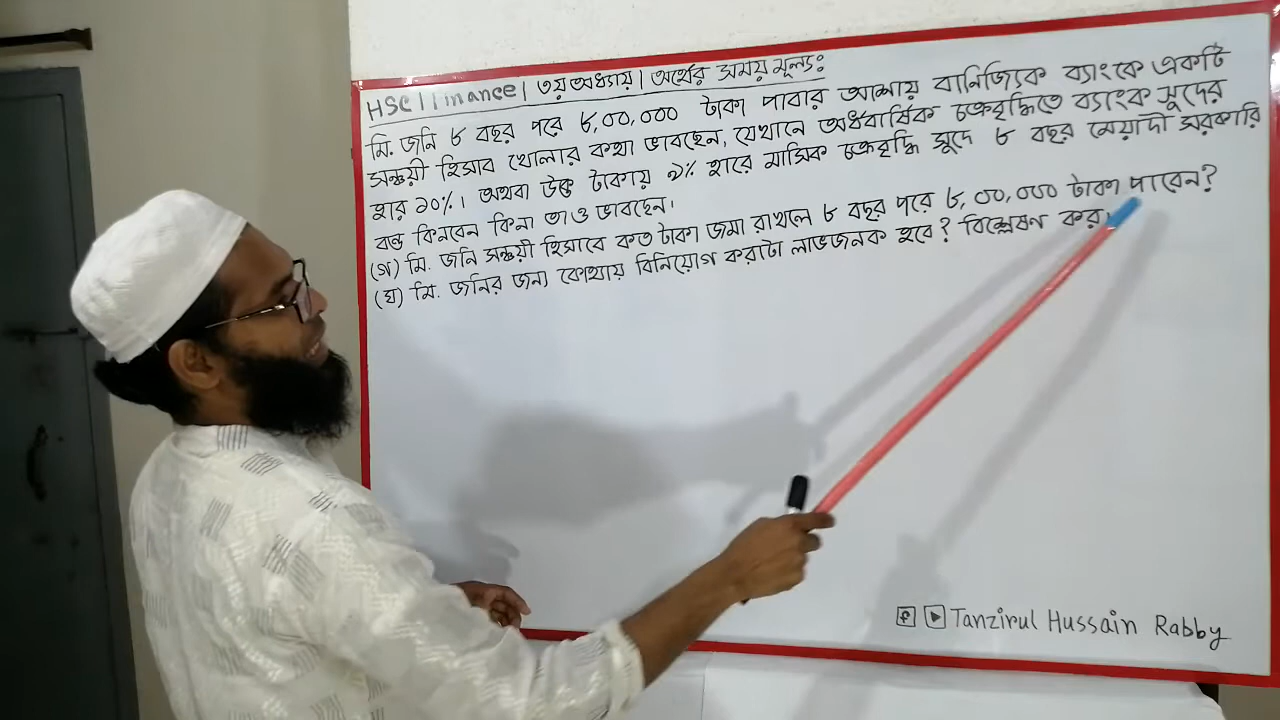 HSC | Finance | ৩য় অধ্যায় | অর্থের সময় মূল্যঃ
মি. জনি ৮ বছর পরে ৮,০০,০০০ টাকা পাবার আশায় বানিজ্যিক ব্যাংকে একটি
সঞ্চয়ী হিসাব খোলার কথা ভাবছেন, যেখানে অর্ধবার্ষিক চক্রবৃদ্ধিতে ব্যাংক সুদের
হার ১০%। অথবা উক্ত টাকায় ৯% হারে মাসিক চক্রবৃদ্ধি সুদে ৮ বছর মেয়াদী সরকারি
বন্ড কিনবেন কিনা তাও ভাবছেন।
(গ) মি. জনি সঞ্চয়ী হিসাবে কত টাকা জমা রাখলে ৮ বছর পরে ৮,০০,০০০ টাকা পাবেন?
(ঘ) মি. জনির জন্য কোথায় বিনিয়োগ করাটা লাভজনক হবে? বিশ্লেষণ কর।
Tanzirul Hussain Rabby